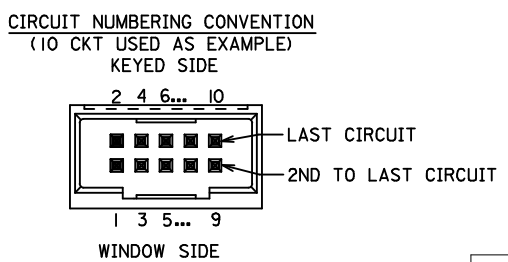 CIRCUIT NUMBERING CONVENTION
(10 CKT USED AS EXAMPLE)
KEYED SIDE
2 4 6... 10
LAST CIRCUIT
2ND TO LAST CIRCUIT
1 3 5... 9
WINDOW SIDE